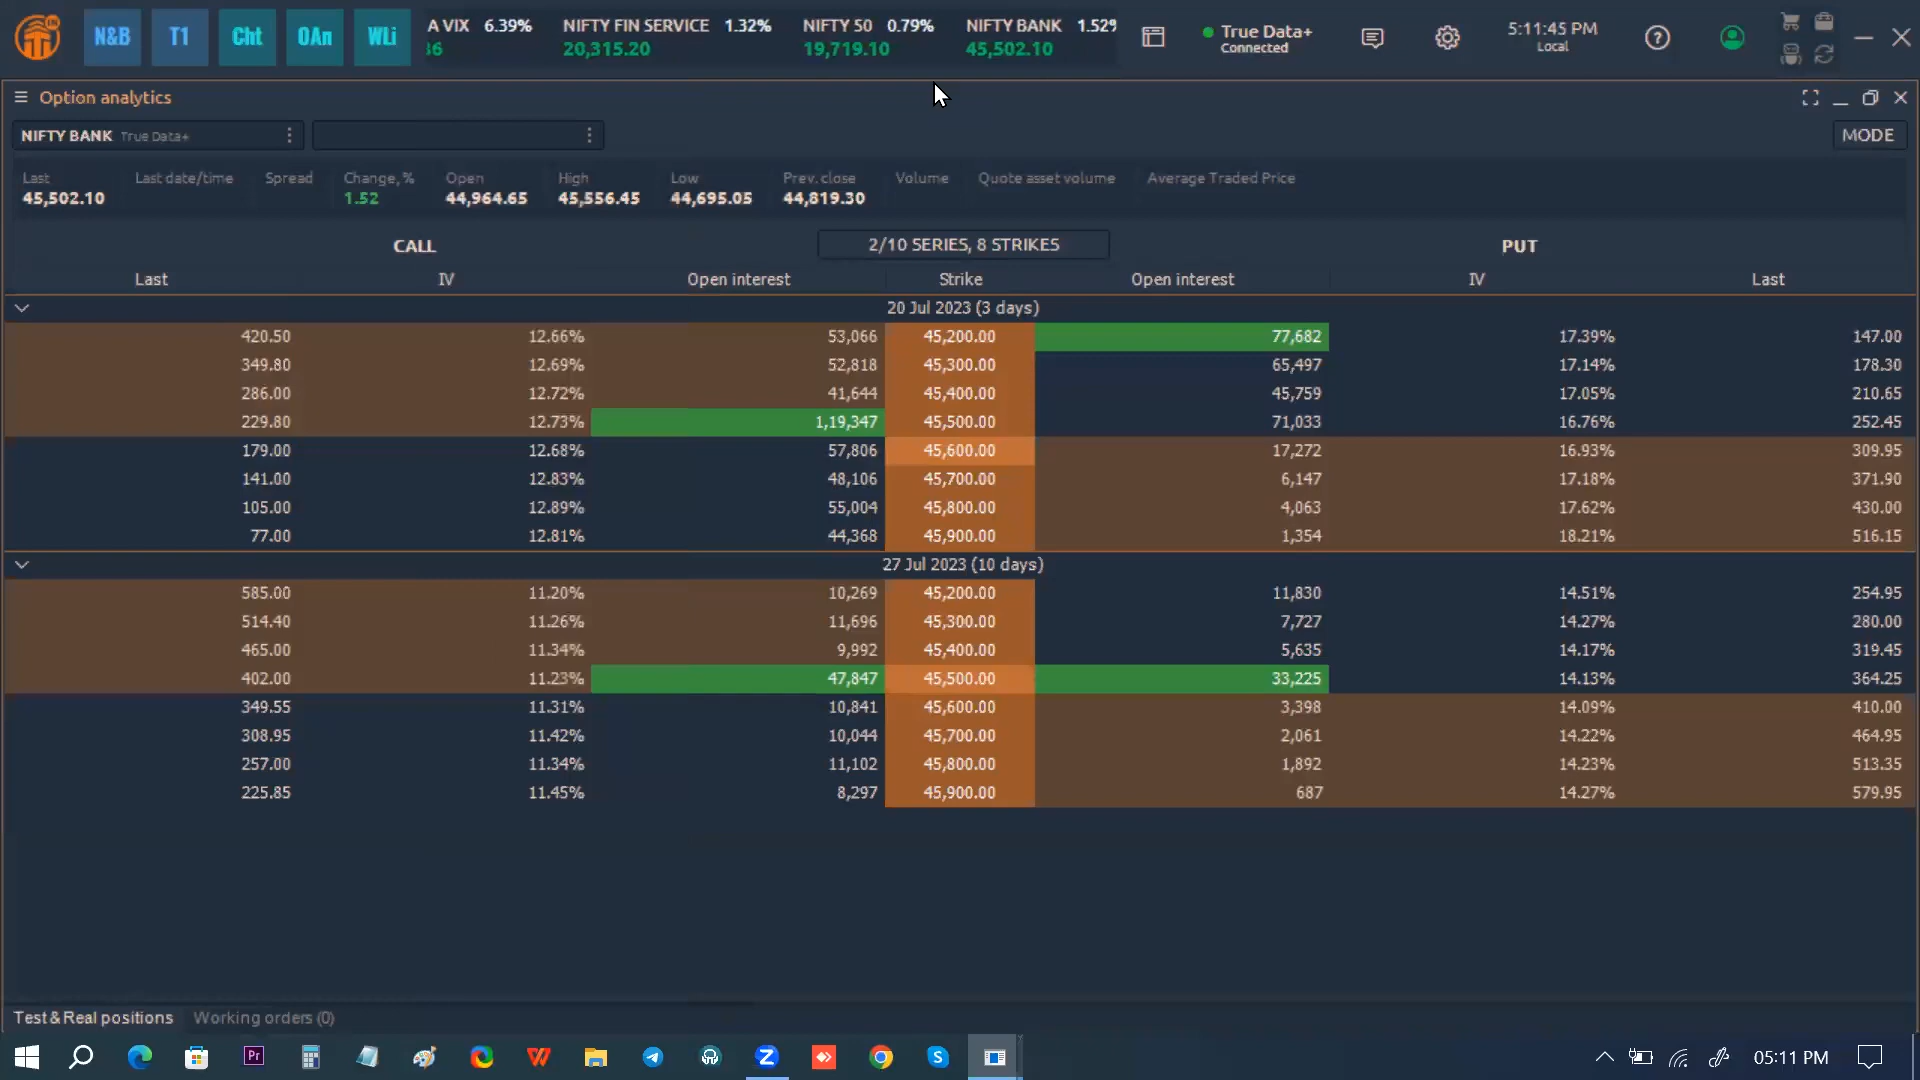 N&B T1 Cht OAn WLi A VIX 6.39% NIFTY FIN SERVICE 1.32% NIFTY 50 0.79% NIFTY BANK 1.52% True Data+ 5:11:45 PM
36 20,315.20 19,719.10 45,502.10 Connected Local
Option analytics
NIFTY BANK True Data+ MODE
Last Last date/time Spread Change, % Open High Low Prev. close Volume Quote asset volume Average Traded Price
45,502.10 1.52 44,964.65 45,556.45 44,695.05 44,819.30
CALL 2/10 SERIES, 8 STRIKES PUT
Last IV Open interest Strike Open interest IV Last
20 Jul 2023 (3 days)
420.50 12.66% 53,066 45,200.00 77,682 17.39% 147.00
349.80 12.69% 52,818 45,300.00 65,497 17.14% 178.30
286.00 12.72% 41,644 45,400.00 45,759 17.05% 210.65
229.80 12.73% 1,19,347 45,500.00 71,033 16.76% 252.45
179.00 12.68% 57,806 45,600.00 17,272 16.93% 309.95
141.00 12.83% 48,106 45,700.00 6,147 17.18% 371.90
105.00 12.89% 55,004 45,800.00 4,063 17.62% 430.00
77.00 12.81% 44,368 45,900.00 1,354 18.21% 516.15
27 Jul 2023 (10 days)
585.00 11.20% 10,269 45,200.00 11,830 14.51% 254.95
514.40 11.26% 11,696 45,300.00 7,727 14.27% 280.00
465.00 11.34% 9,992 45,400.00 5,635 14.17% 319.45
402.00 11.23% 47,847 45,500.00 33,225 14.13% 364.25
349.55 11.31% 10,841 45,600.00 3,398 14.09% 410.00
308.95 11.42% 10,044 45,700.00 2,061 14.22% 464.95
257.00 11.34% 11,102 45,800.00 1,892 14.23% 513.35
225.85 11.45% 8,297 45,900.00 687 14.27% 579.95
Test & Real positions Working orders (0)
05:11 PM